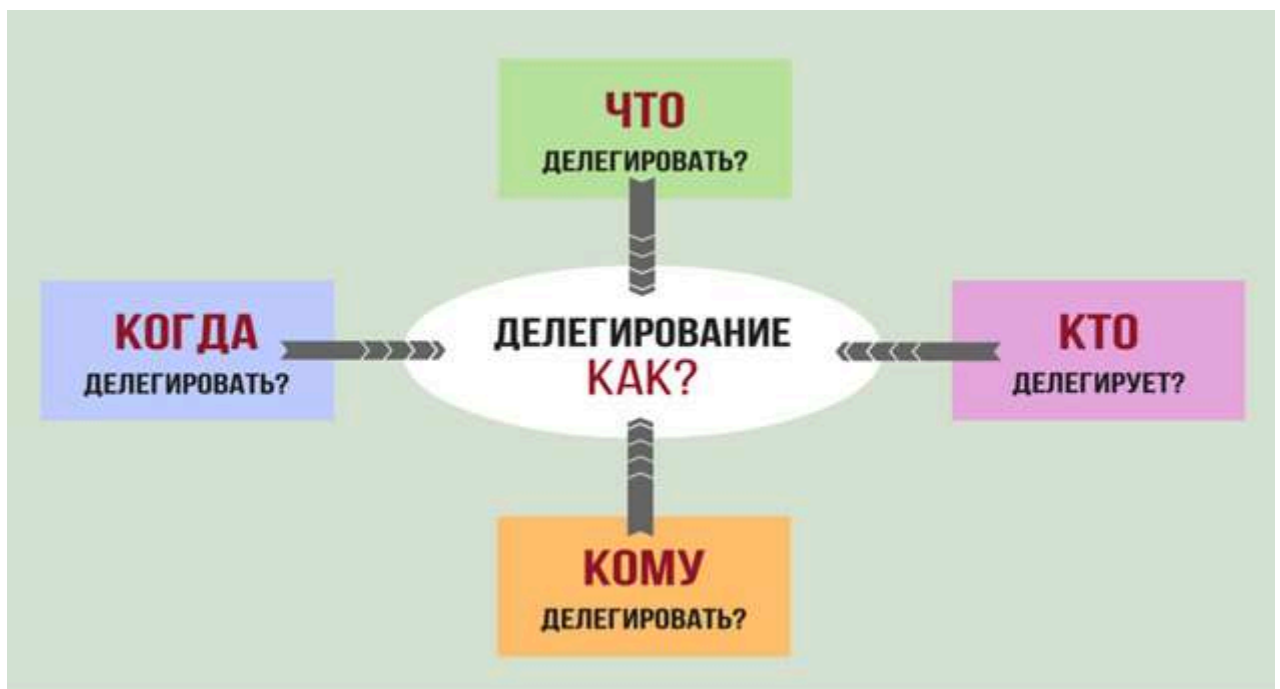 ЧТО
ДЕЛЕГИРОВАТЬ?
КОГДА
ДЕЛЕГИРОВАТЬ?
ДЕЛЕГИРОВАНИЕ
КАК?
КТО
ДЕЛЕГИРУЕТ?
КОМУ
ДЕЛЕГИРОВАТЬ?